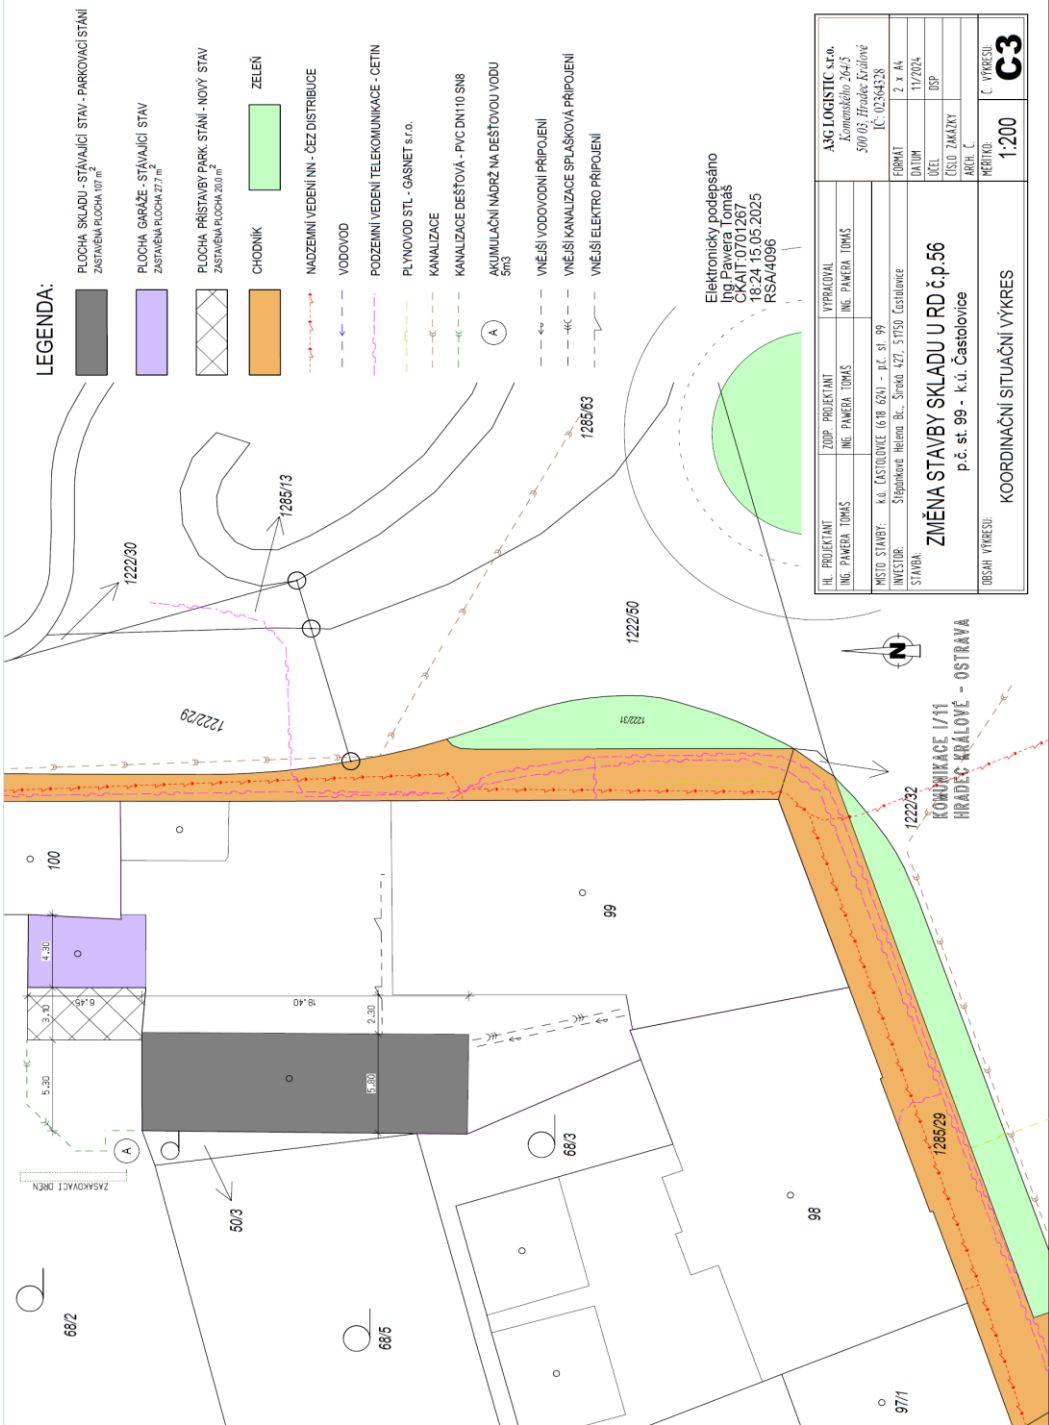 LEGENDA:
PLOCHA SKLADU - STÁVAJÍCÍ STAV - PARKOVACÍ STÁNÍ
ZASTAVĚNÁ PLOCHA 107 m²
PLOCHA GARÁŽE - STÁVAJÍCÍ STAV
ZASTAVĚNÁ PLOCHA 27,7 m²
PLOCHA PŘÍSTAVBY PARK. STÁNÍ - NOVÝ STAV
ZASTAVĚNÁ PLOCHA 20,0 m²
CHODNÍK
ZELEŇ
NADZEMNÍ VEDENÍ NN - ČEZ DISTRIBUCE
VODOVOD
PODZEMNÍ VEDENÍ TELEKOMUNIKACE - CETIN
PLYNOVOD STL - GASNET s.r.o.
KANALIZACE
KANALIZACE DEŠŤOVÁ - PVC DN110 SN8
A
AKUMULAČNÍ NÁDRŽ NA DEŠŤOVOU VODU
5m3
VNĚJŠÍ VODOVODNÍ PŘIPOJENÍ
VNĚJŠÍ KANALIZACE SPLAŠKOVÁ PŘIPOJENÍ
VNĚJŠÍ ELEKTRO PŘIPOJENÍ
Elektronicky podepsáno
Ing.Pawera Tomáš
ČKAIT:0701267
18:24 15.05.2025
RSA/4096
1222/30
1285/13
1285/63
1222/29
1222/50
1222/31
1222/32
KOMUNIKACE I/11
HRADEC KRÁLOVÉ - OSTRAVA
N
100
99
98
97/1
1285/29
68/3
68/5
68/2
50/3
A
ZASAKOVACÍ DRÉN
4.30
3.10
6.45
5.30
18.40
2.30
5.80
HL. PROJEKTANT
ZODP. PROJEKTANT
VYPRACOVAL
ING. PAWERA TOMÁŠ
ING. PAWERA TOMÁŠ
ING. PAWERA TOMÁŠ
A3G LOGISTIC s.r.o.
Komenského 264/5
500 03, Hradec Králové
IČ: 02364328
MÍSTO STAVBY: k.ú. ČASTOLOVICE (618 624) - p.č. st. 99
INVESTOR: Štěpánková Helena Bc., Široká 427, 51750 Častolovice
STAVBA:
ZMĚNA STAVBY SKLADU U RD č.p.56
p.č. st. 99 - k.ú. Častolovice
FORMÁT 2 x A4
DATUM 11/2024
ÚČEL DSP
ČÍSLO ZAKÁZKY
ARCH. Č.
OBSAH VÝKRESU:
KOORDINAČNÍ SITUAČNÍ VÝKRES
MĚŘÍTKO:
1:200
Č. VÝKRESU:
C3